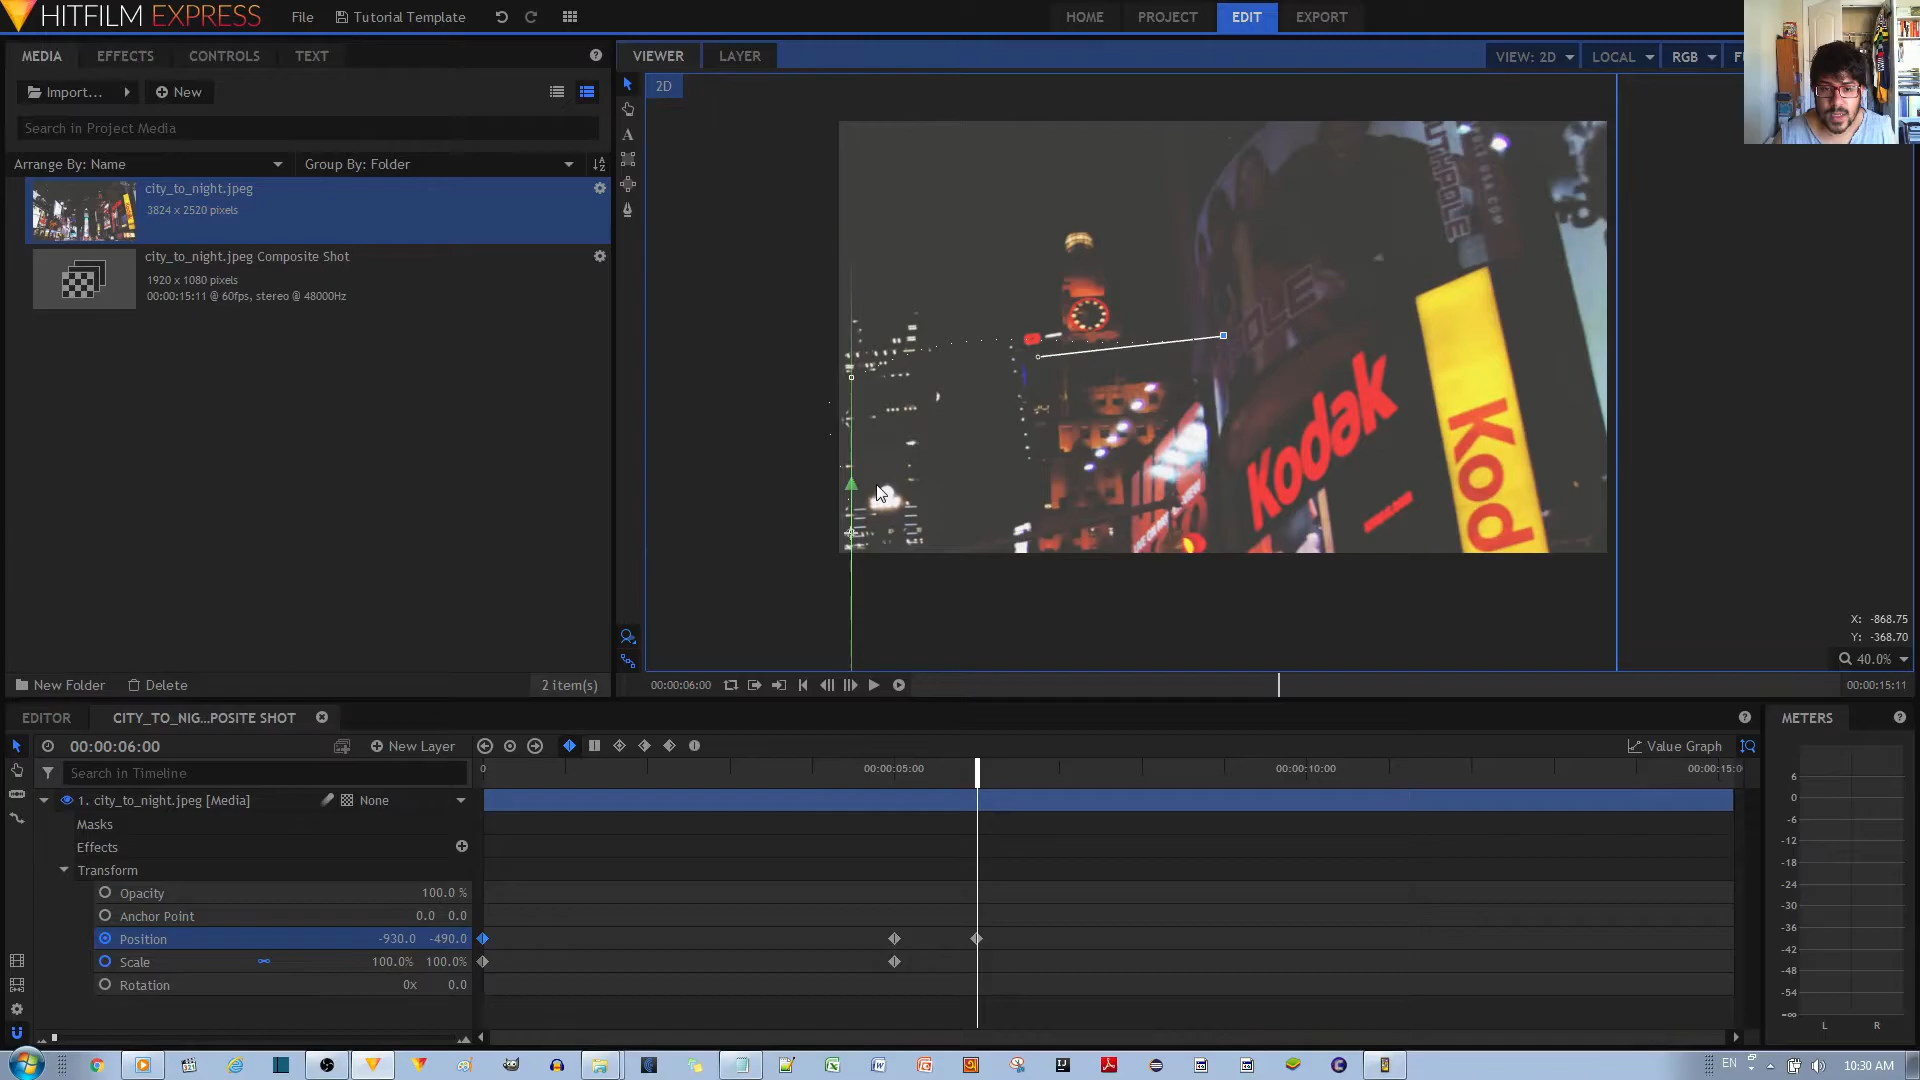 HITFILM EXPRESS
File
Tutorial Template
HOME
PROJECT
EDIT
EXPORT
MEDIA
EFFECTS
CONTROLS
TEXT
VIEWER
LAYER
VIEW: 2D
LOCAL
RGB
2D
Import...
New
Search in Project Media
Arrange By: Name
Group By: Folder
city_to_night.jpeg
3824 x 2520 pixels
city_to_night.jpeg Composite Shot
1920 x 1080 pixels
00:00:15:11 @ 60fps, stereo @ 48000Hz
Kodak
Kod
X: -868.75
Y: -368.70
40.0%
New Folder
Delete
2 item(s)
00:00:06:00
00:00:15:11
EDITOR
CITY_TO_NIG...POSITE SHOT
METERS
00:00:06:00
New Layer
Value Graph
Search in Timeline
0
00:00:05:00
00:00:10:00
00:00:15:0
1. city_to_night.jpeg [Media]
None
Masks
Effects
Transform
Opacity
100.0 %
Anchor Point
0.0 0.0
Position
-930.0 -490.0
Scale
100.0% 100.0%
Rotation
0x 0.0
6
0
-6
-12
-18
-24
-30
-36
-42
-48
-54
-∞
L R
EN
10:30 AM